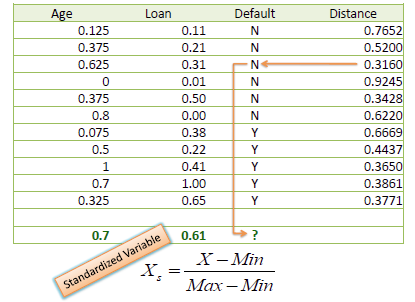 Age Loan Default Distance
0.125 0.11 N 0.7652
0.375 0.21 N 0.5200
0.625 0.31 N 0.3160
0 0.01 N 0.9245
0.375 0.50 N 0.3428
0.8 0.00 N 0.6220
0.075 0.38 Y 0.6669
0.5 0.22 Y 0.4437
1 0.41 Y 0.3650
0.7 1.00 Y 0.3861
0.325 0.65 Y 0.3771
0.7 0.61 ?
Standardized Variable
Xs = X – Min / Max – Min